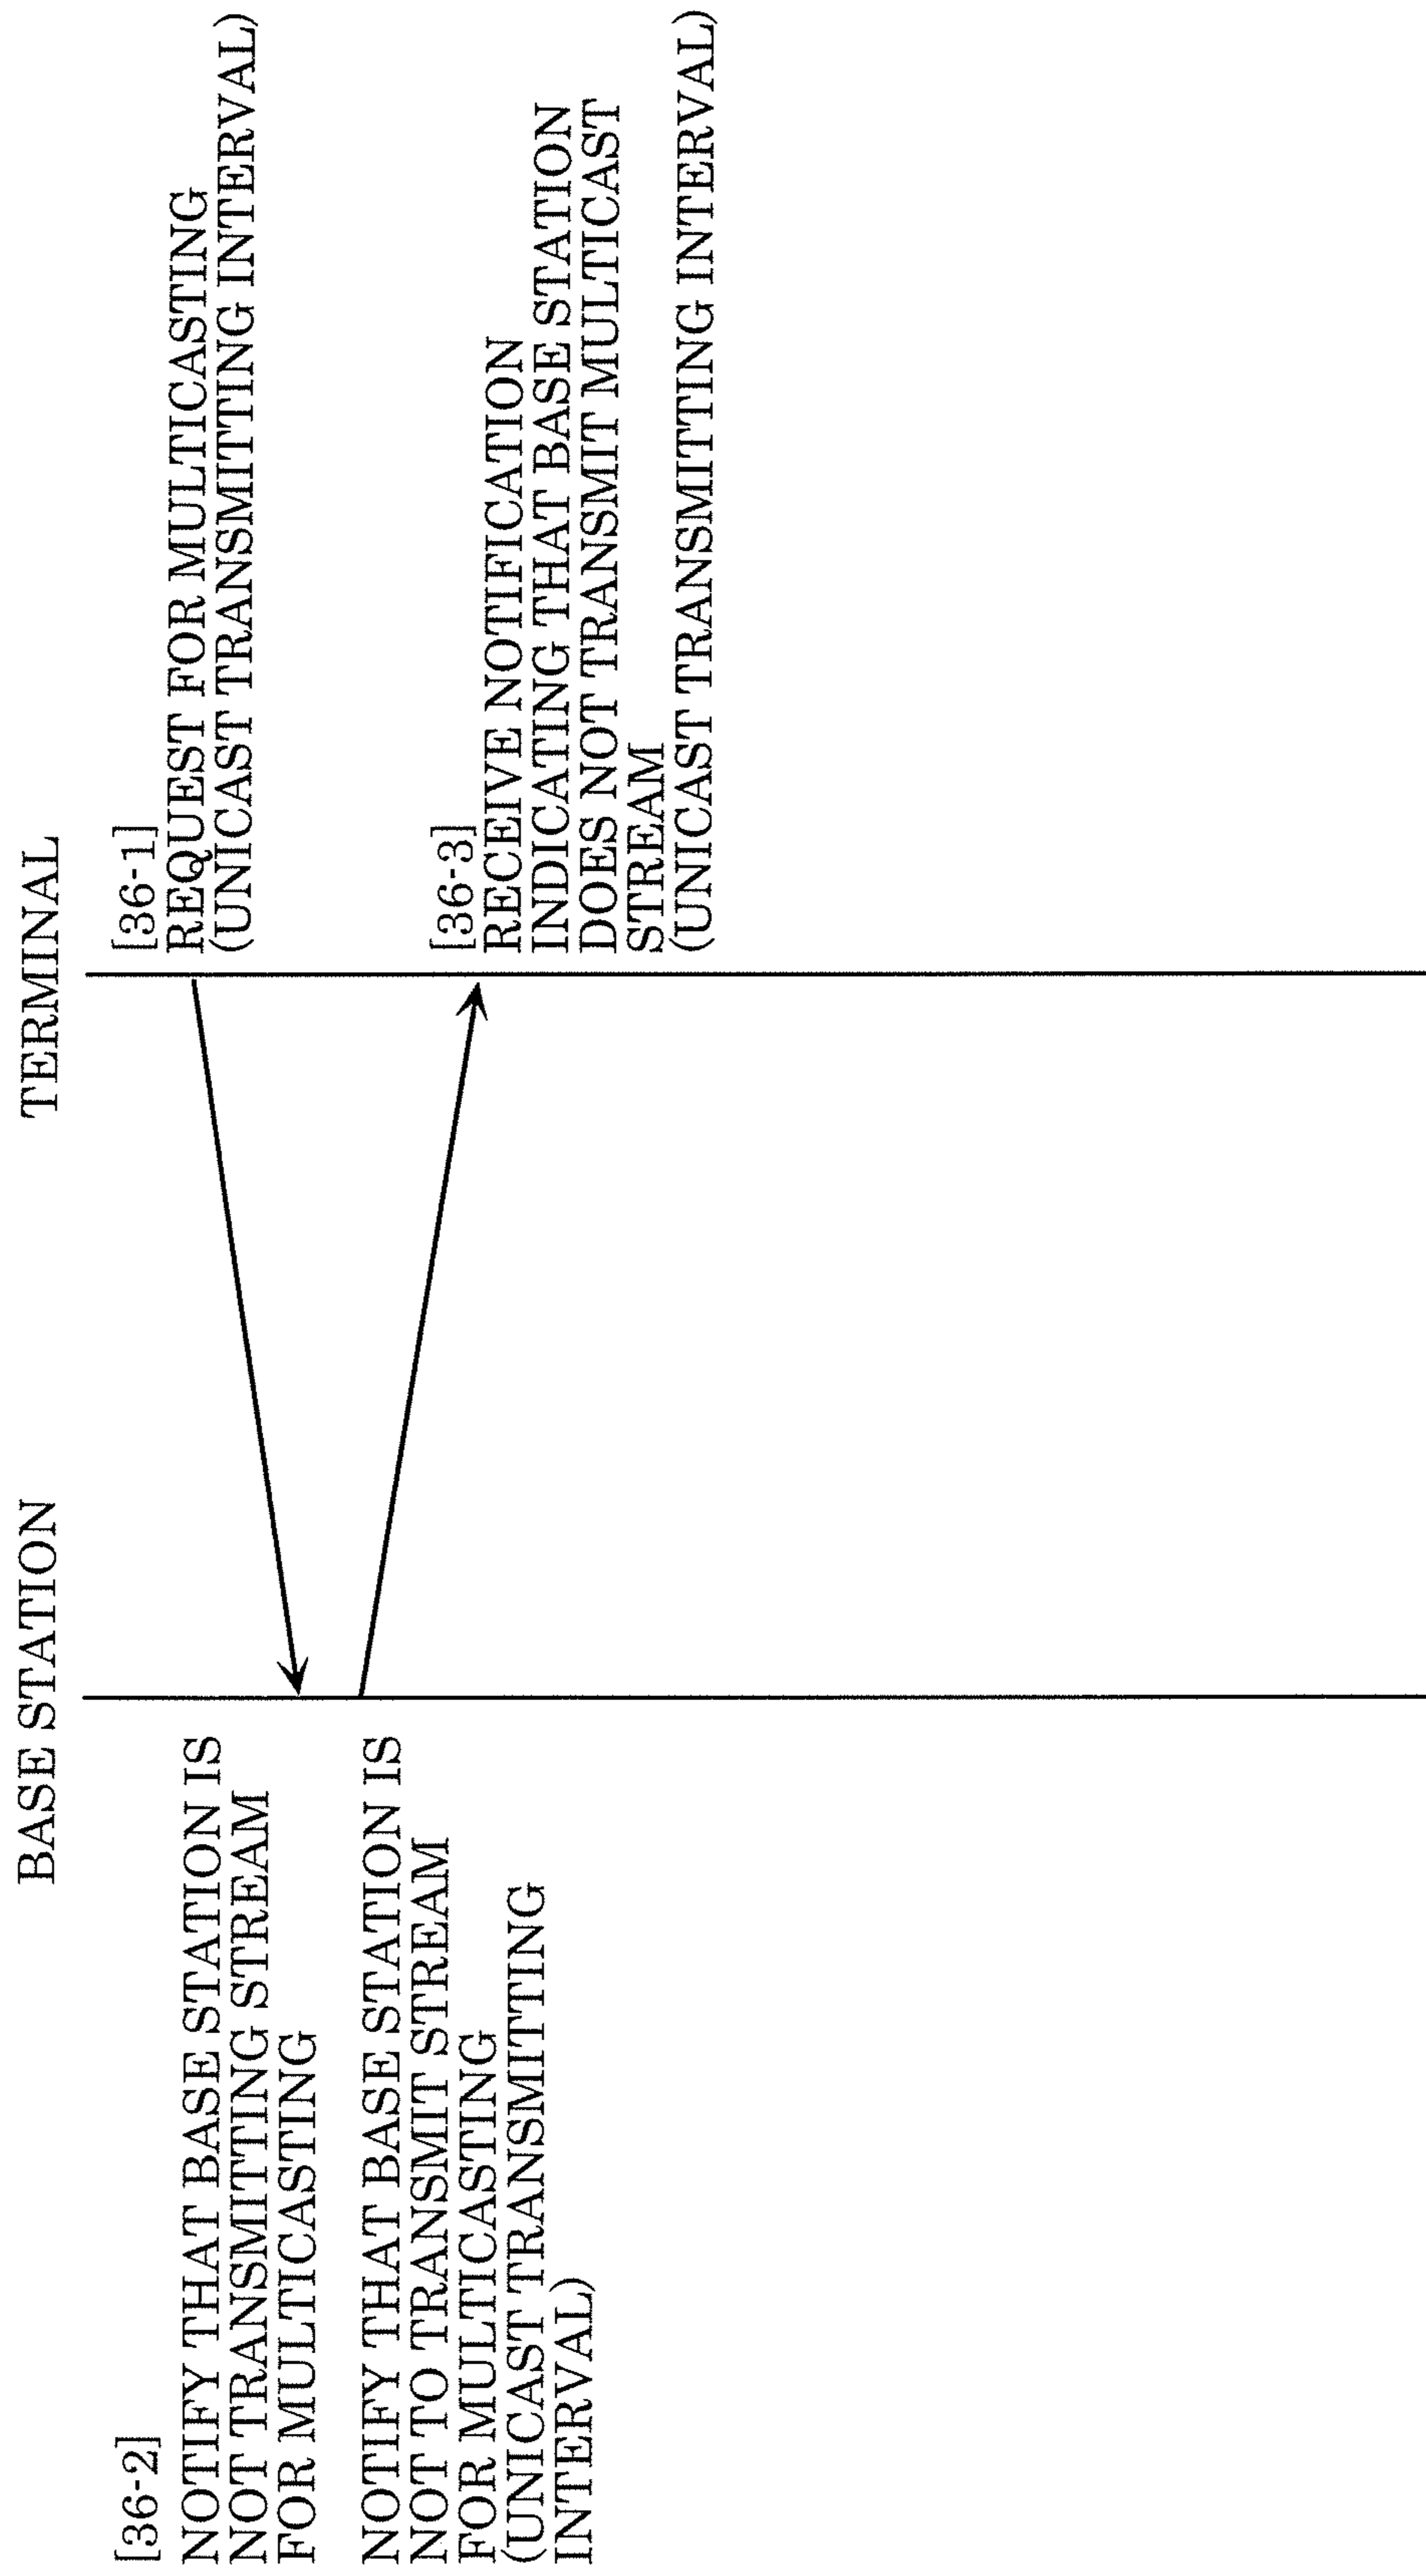 BASE STATION
TERMINAL
[36-2]
NOTIFY THAT BASE STATION IS
NOT TRANSMITTING STREAM
FOR MULTICASTING
NOTIFY THAT BASE STATION IS
NOT TO TRANSMIT STREAM
FOR MULTICASTING
(UNICAST TRANSMITTING
INTERVAL)
[36-1]
REQUEST FOR MULTICASTING
(UNICAST TRANSMITTING INTERVAL)
[36-3]
RECEIVE NOTIFICATION
INDICATING THAT BASE STATION
DOES NOT TRANSMIT MULTICAST
STREAM
(UNICAST TRANSMITTING INTERVAL)